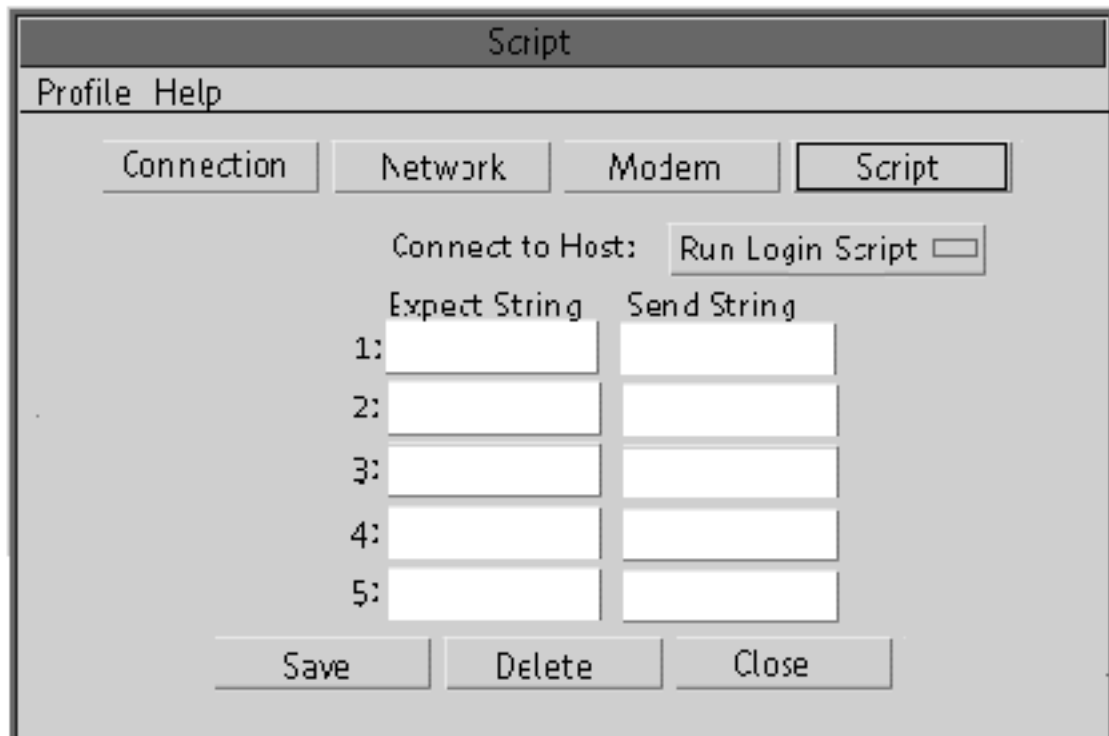 Script
Profile Help
Connection Network Modem Script
Connect to Host: Run Login Script
Expect String Send String
1:
2:
3:
4:
5:
Save Delete Close